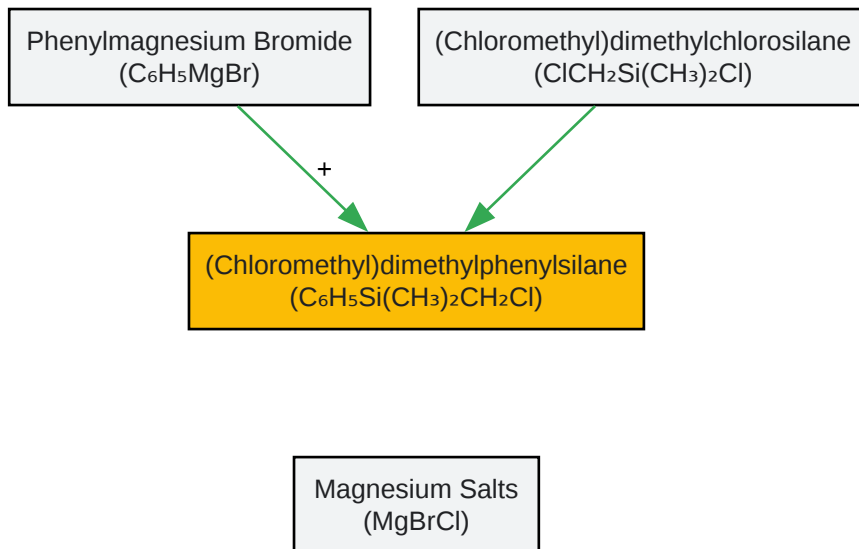 Phenylmagnesium Bromide
(C₆H₅MgBr)
(Chloromethyl)dimethylchlorosilane
(ClCH₂Si(CH₃)₂Cl)
+
(Chloromethyl)dimethylphenylsilane
(C₆H₅Si(CH₃)₂CH₂Cl)
Magnesium Salts
(MgBrCl)